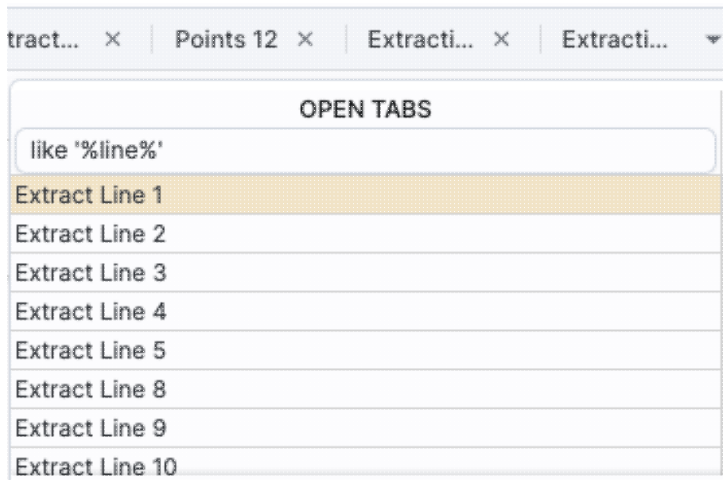 tract... × Points 12 × Extracti... × Extracti...
OPEN TABS
like '%line%'
Extract Line 1
Extract Line 2
Extract Line 3
Extract Line 4
Extract Line 5
Extract Line 8
Extract Line 9
Extract Line 10